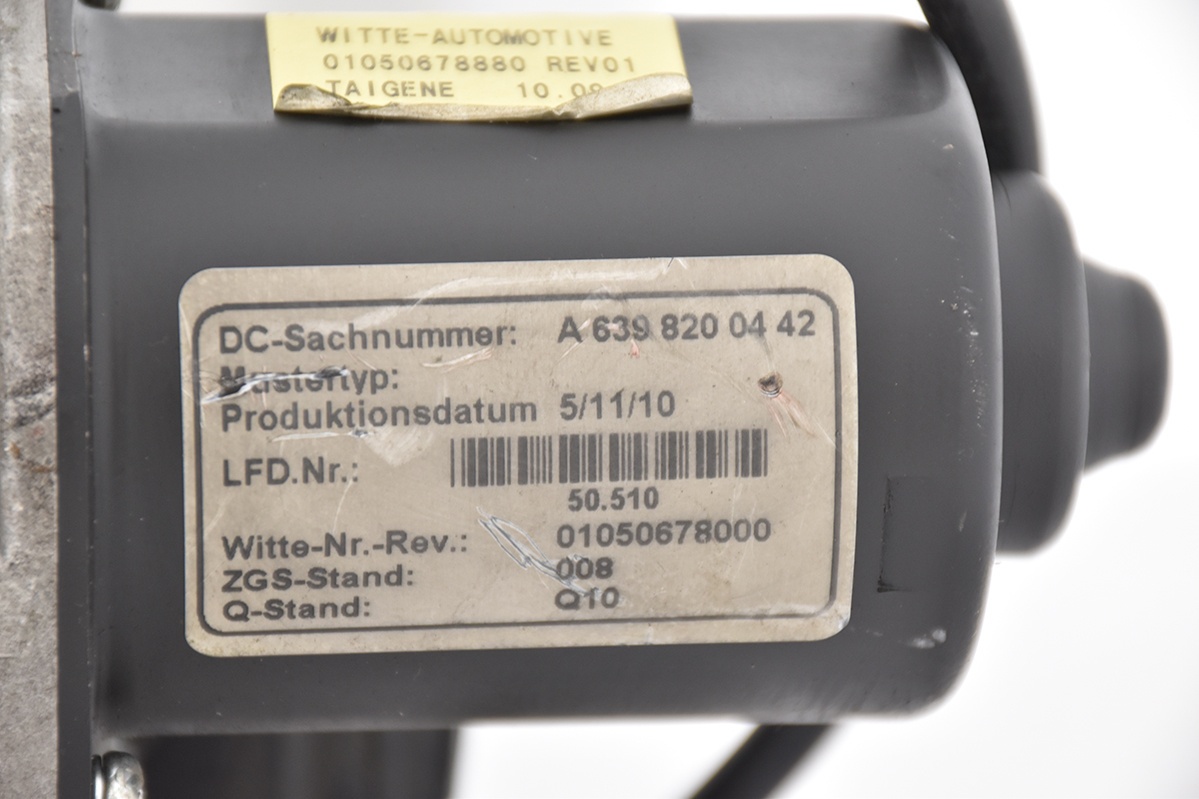 WITTE-AUTOMOTIVE
01050678880 REV01
TAIGENE 10.09
DC-Sachnummer: A 639 820 04 42
Mustertyp:
Produktionsdatum 5/11/10
LFD.Nr.:
50.510
Witte-Nr.-Rev.: 01050678000
ZGS-Stand: 008
Q-Stand: Q10